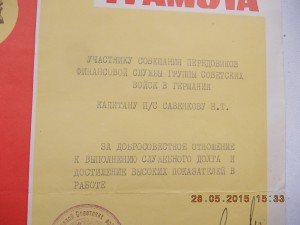 ГРАМОТА
УЧАСТНИКУ СОВЕЩАНИЯ ПЕРЕДОВИКОВ
ФИНАНСОВОЙ СЛУЖБЫ ГРУППЫ СОВЕТСКИХ
ВОЙСК В ГЕРМАНИИ
КАПИТАНУ И/С САВИНКОВУ Н.Т.
ЗА ДОБРОСОВЕСТНОЕ ОТНОШЕНИЕ
К ВЫПОЛНЕНИЮ СЛУЖЕБНОГО ДОЛГА И
ДОСТИЖЕНИЕ ВЫСОКИХ ПОКАЗАТЕЛЕЙ В
РАБОТЕ
28.05.2015 15:33